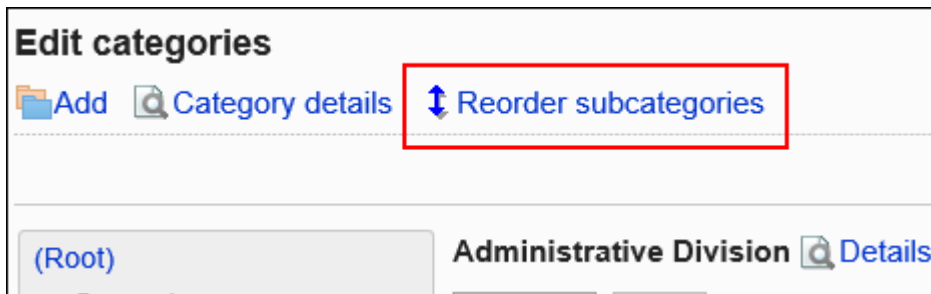 Edit categories
Add Category details Reorder subcategories
(Root)
Administrative Division Details